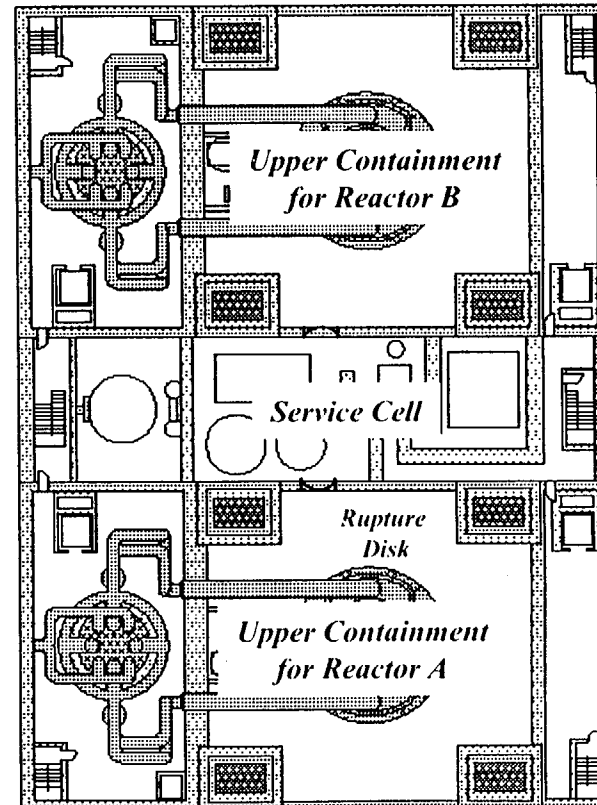 Upper Containment
for Reactor B
Service Cell
Rupture
Disk
Upper Containment
for Reactor A